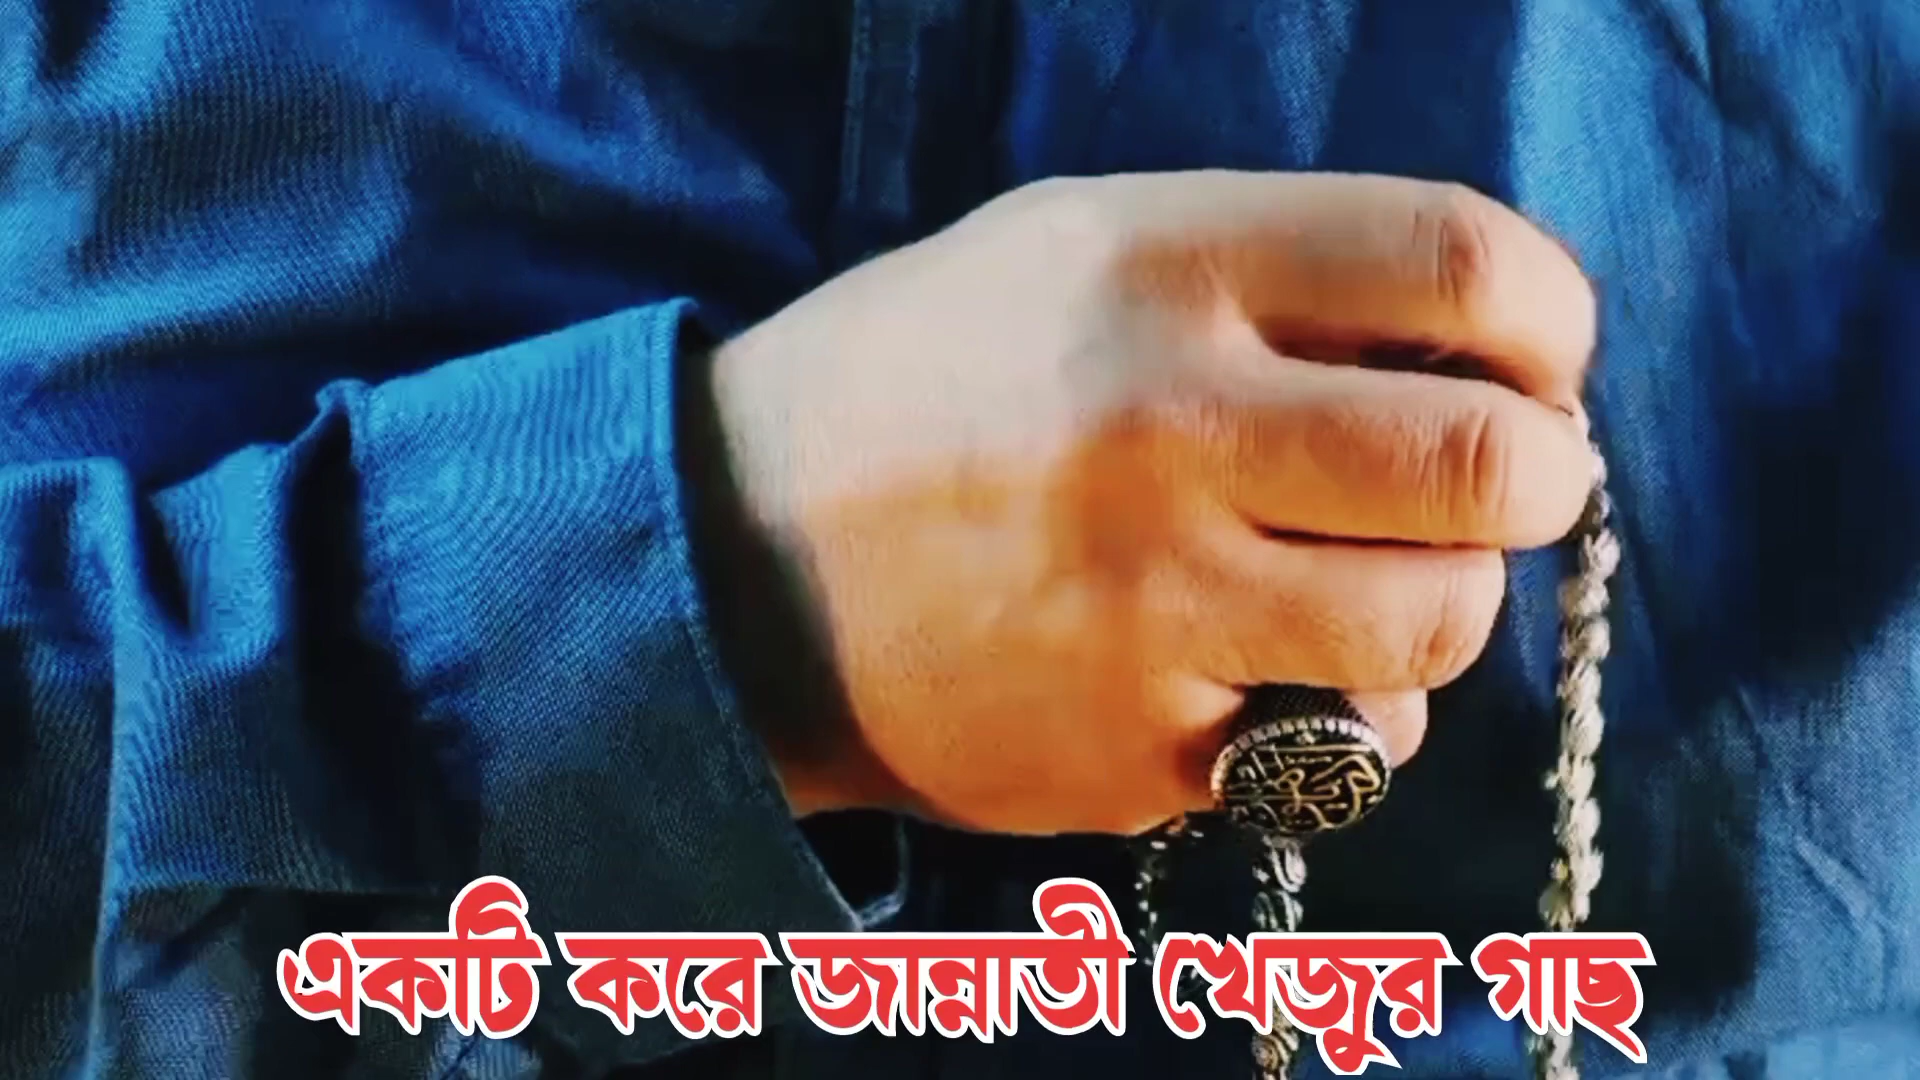 একটি করে জান্নাতী খেজুর গাছ